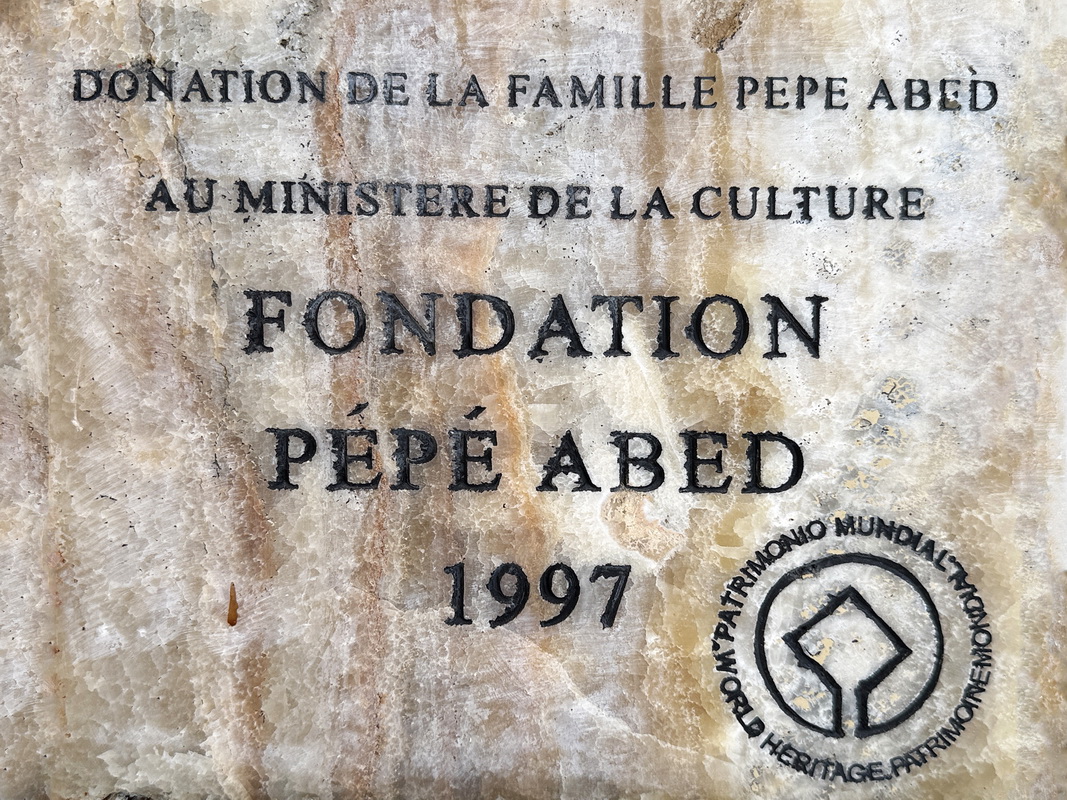 DONATION DE LA FAMILLE PEPE ABED
AU MINISTERE DE LA CULTURE
FONDATION
PÉPÉ ABED
1997
PATRIMONIO MUNDIAL
WORLD HERITAGE.PATRIMOINE MONDIAL